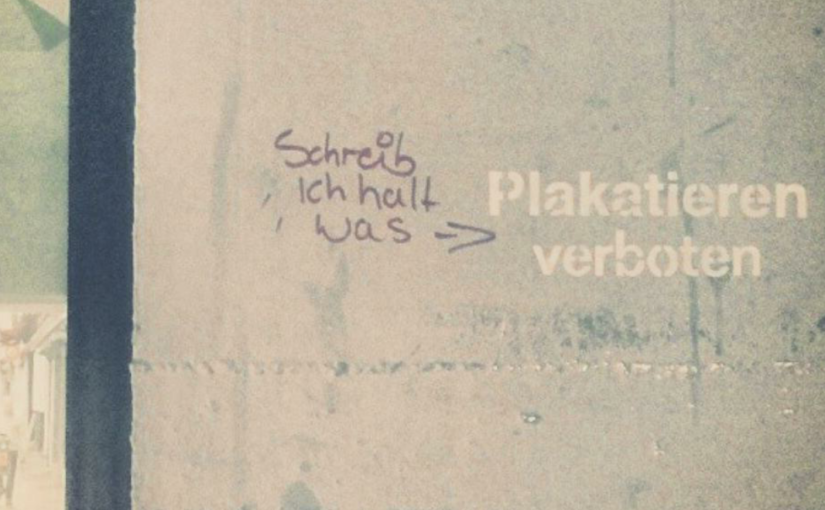 Schreib
ich halt
was →
Plakatieren
verboten